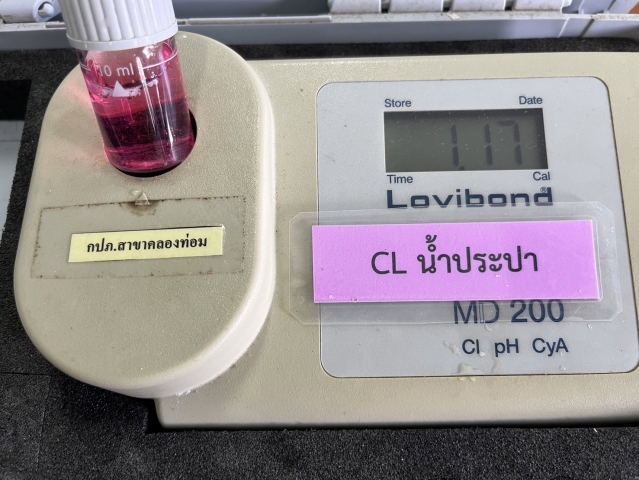 10 ml
Store Date
1.17
Time Cal
Lovibond®
กปภ.สาขาคลองท่อม
CL น้ำประปา
MD 200
Cl pH CyA